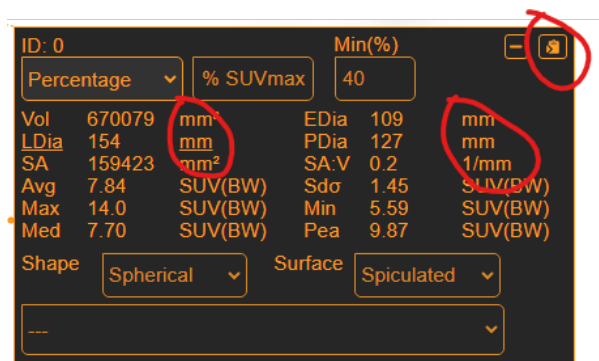 ID: 0 Min(%)
Percentage % SUVmax 40
Vol 670079 mm³ EDia 109 mm
LDia 154 mm PDia 127 mm
SA 159423 mm² SA:V 0.2 1/mm
Avg 7.84 SUV(BW) Sdσ 1.45 SUV(BW)
Max 14.0 SUV(BW) Min 5.59 SUV(BW)
Med 7.70 SUV(BW) Pea 9.87 SUV(BW)
Shape Spherical Surface Spiculated
---